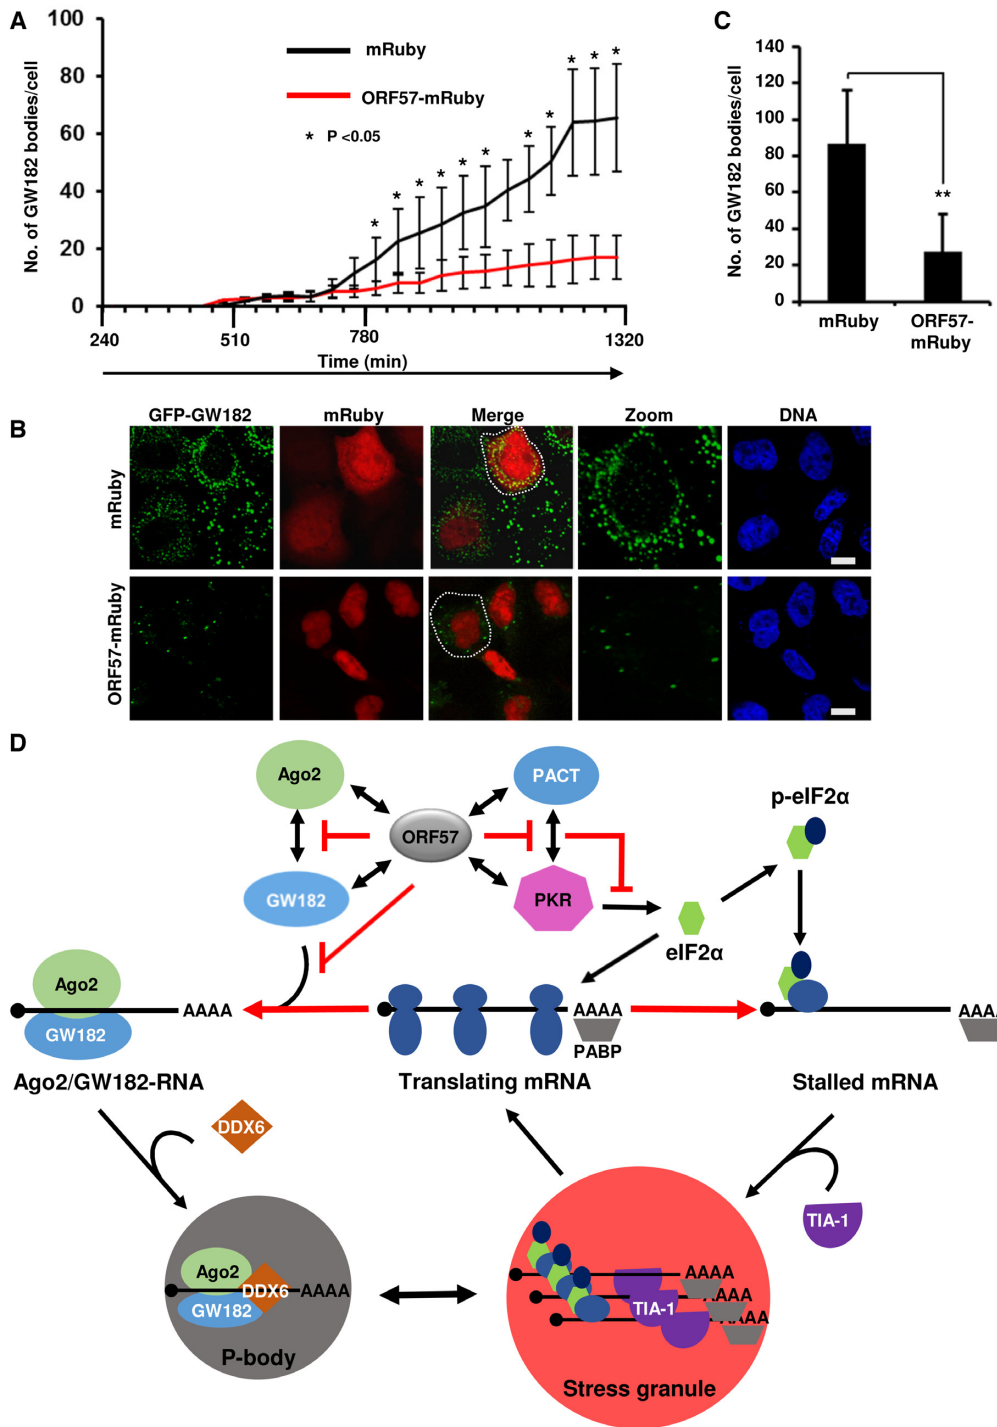 A
No. of GW182 bodies/cell
100
80
60
40
20
0
mRuby
ORF57-mRuby
* P <0.05
* * * * * * * * * * *
240
510
780
1320
Time (min)
C
No. of GW182 bodies/cell
140
120
100
80
60
40
20
0
**
mRuby
ORF57-
mRuby
B
GFP-GW182
mRuby
Merge
Zoom
DNA
mRuby
ORF57-mRuby
D
Ago2
PACT
ORF57
GW182
PKR
p-eIF2α
eIF2α
Ago2
GW182
AAAA
AAAA
PABP
AAAA
Ago2/GW182-RNA
Translating mRNA
Stalled mRNA
DDX6
TIA-1
Ago2
DDX6
AAAA
GW182
P-body
AAAA
AAAA
TIA-1
AAAA
Stress granule